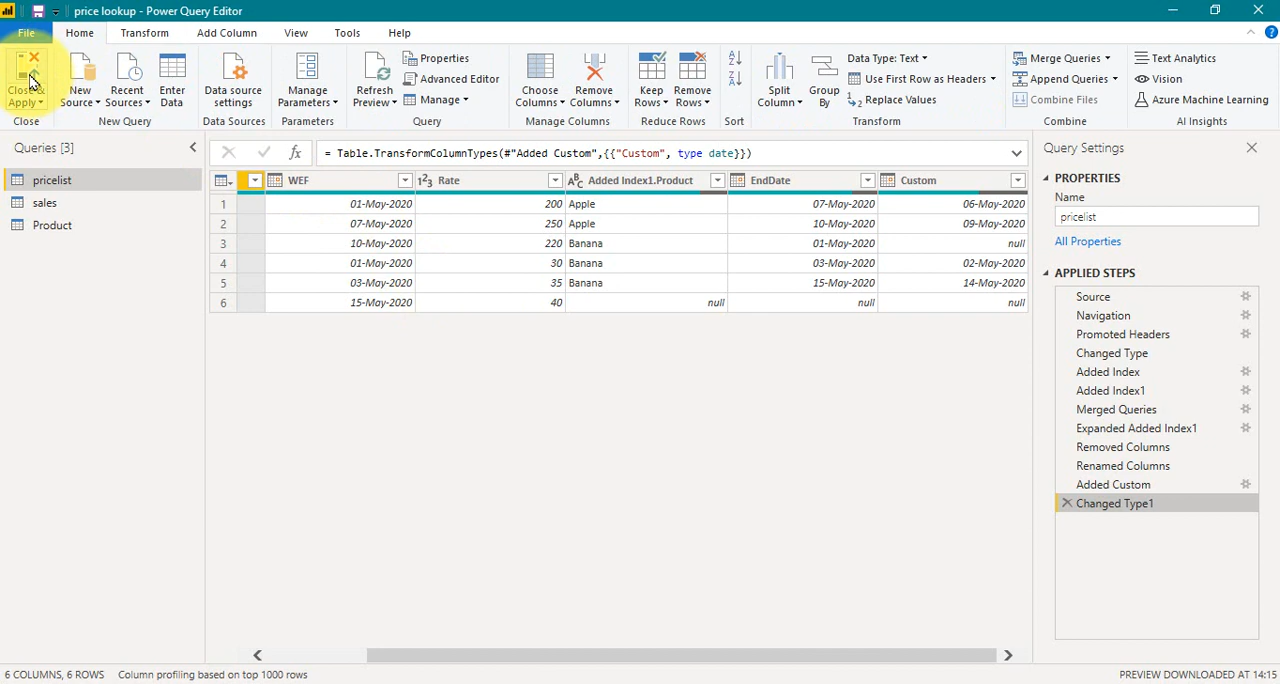 price lookup - Power Query Editor
File Home Transform Add Column View Tools Help
Close & Apply
New Source
Recent Sources
Enter Data
Data source settings
Manage Parameters
Refresh Preview
Properties
Advanced Editor
Manage
Choose Columns
Remove Columns
Keep Rows
Remove Rows
Split Column
Group By
Data Type: Text
Use First Row as Headers
Replace Values
Merge Queries
Append Queries
Combine Files
Text Analytics
Vision
Azure Machine Learning
Close New Query Data Sources Parameters Query Manage Columns Reduce Rows Sort Transform Combine AI Insights
Queries [3]
pricelist
sales
Product
= Table.TransformColumnTypes(#"Added Custom",{{"Custom", type date}})
WEF Rate Added Index1.Product EndDate Custom
1 01-May-2020 200 Apple 07-May-2020 06-May-2020
2 07-May-2020 250 Apple 10-May-2020 09-May-2020
3 10-May-2020 220 Banana 01-May-2020 null
4 01-May-2020 30 Banana 03-May-2020 02-May-2020
5 03-May-2020 35 Banana 15-May-2020 14-May-2020
6 15-May-2020 40 null null null
Query Settings
PROPERTIES
Name
pricelist
All Properties
APPLIED STEPS
Source
Navigation
Promoted Headers
Changed Type
Added Index
Added Index1
Merged Queries
Expanded Added Index1
Removed Columns
Renamed Columns
Added Custom
Changed Type1
6 COLUMNS, 6 ROWS Column profiling based on top 1000 rows PREVIEW DOWNLOADED AT 14:15